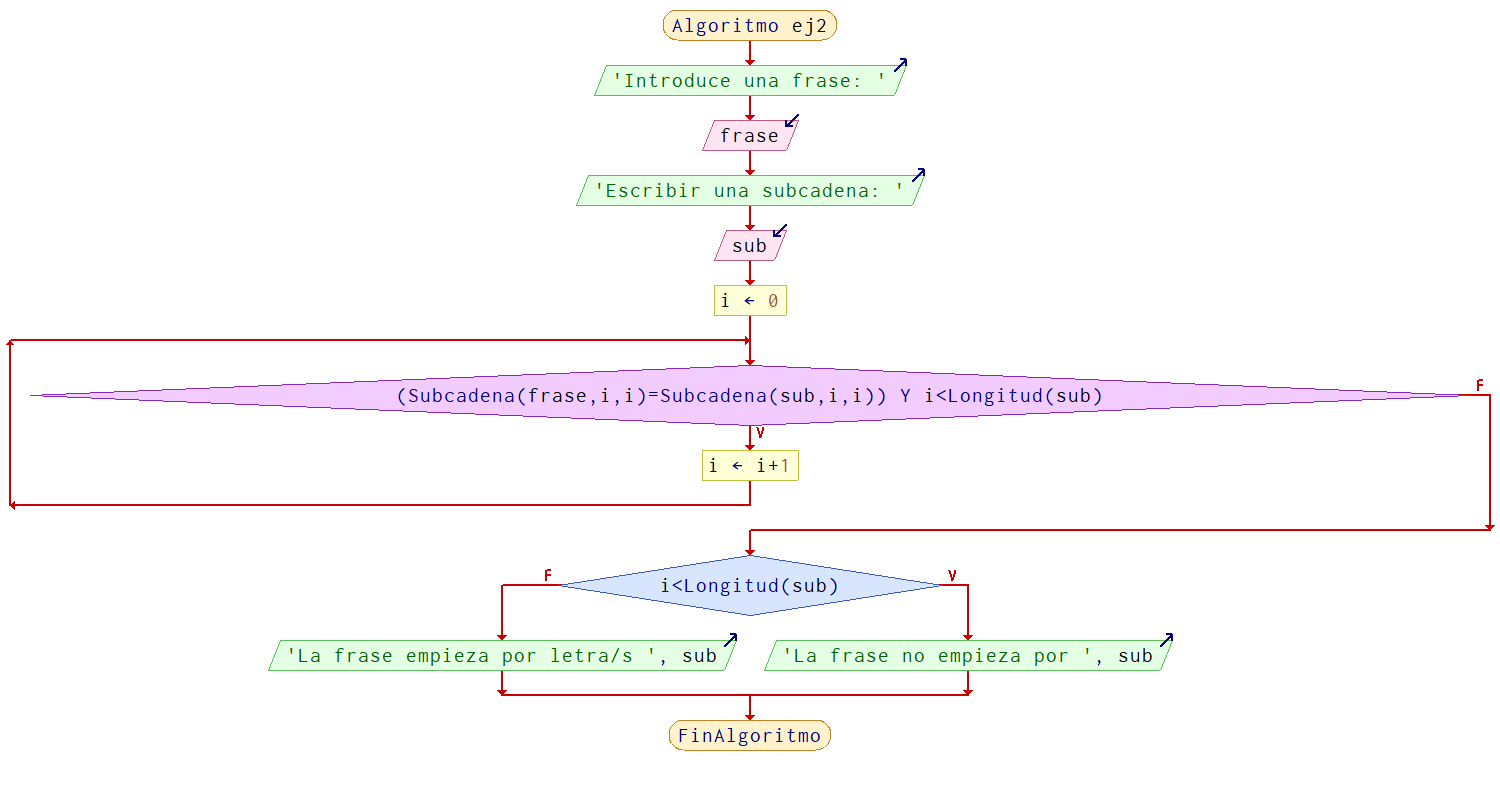 Algoritmo ej2
'Introduce una frase: '
frase
'Escribir una subcadena: '
sub
i ← 0
(Subcadena(frase,i,i)=Subcadena(sub,i,i)) Y i<Longitud(sub)
F
V
i ← i+1
i<Longitud(sub)
F
V
'La frase empieza por letra/s ', sub
'La frase no empieza por ', sub
FinAlgoritmo